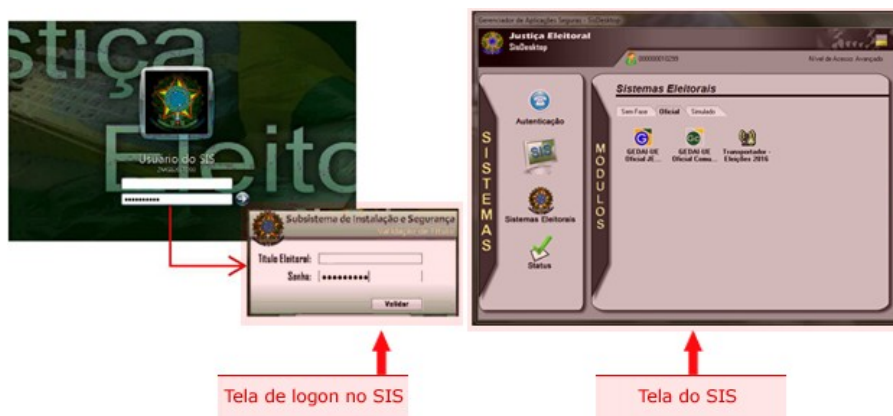 stiça
Eleito
Usuário do SIS
Subsistema de Instalação e Segurança
Validação de Título
Título Eleitoral:
Senha:
Validar
Tela de logon no SIS
Gerenciador de Aplicações Seguras - SisDesktop
Justiça Eleitoral
SisDesktop
000000010299
Nível de Acesso: Avançado
SISTEMAS
Autenticação
SIS
Sistemas Eleitorais
Status
MÓDULOS
Sistemas Eleitorais
Sem Fase
Oficial
Simulado
GEDAI-UE
Oficial JE...
GEDAI-UE
Oficial Comu...
Transportador -
Eleições 2016
Tela do SIS